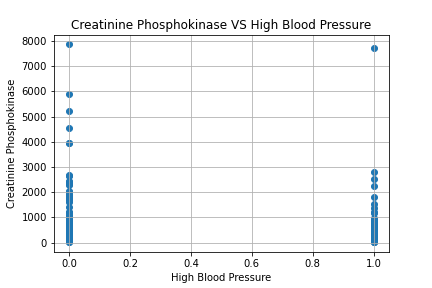 Creatinine Phosphokinase VS High Blood Pressure
8000
7000
6000
5000
4000
3000
2000
1000
0
Creatinine Phosphokinase
0.0 0.2 0.4 0.6 0.8 1.0
High Blood Pressure